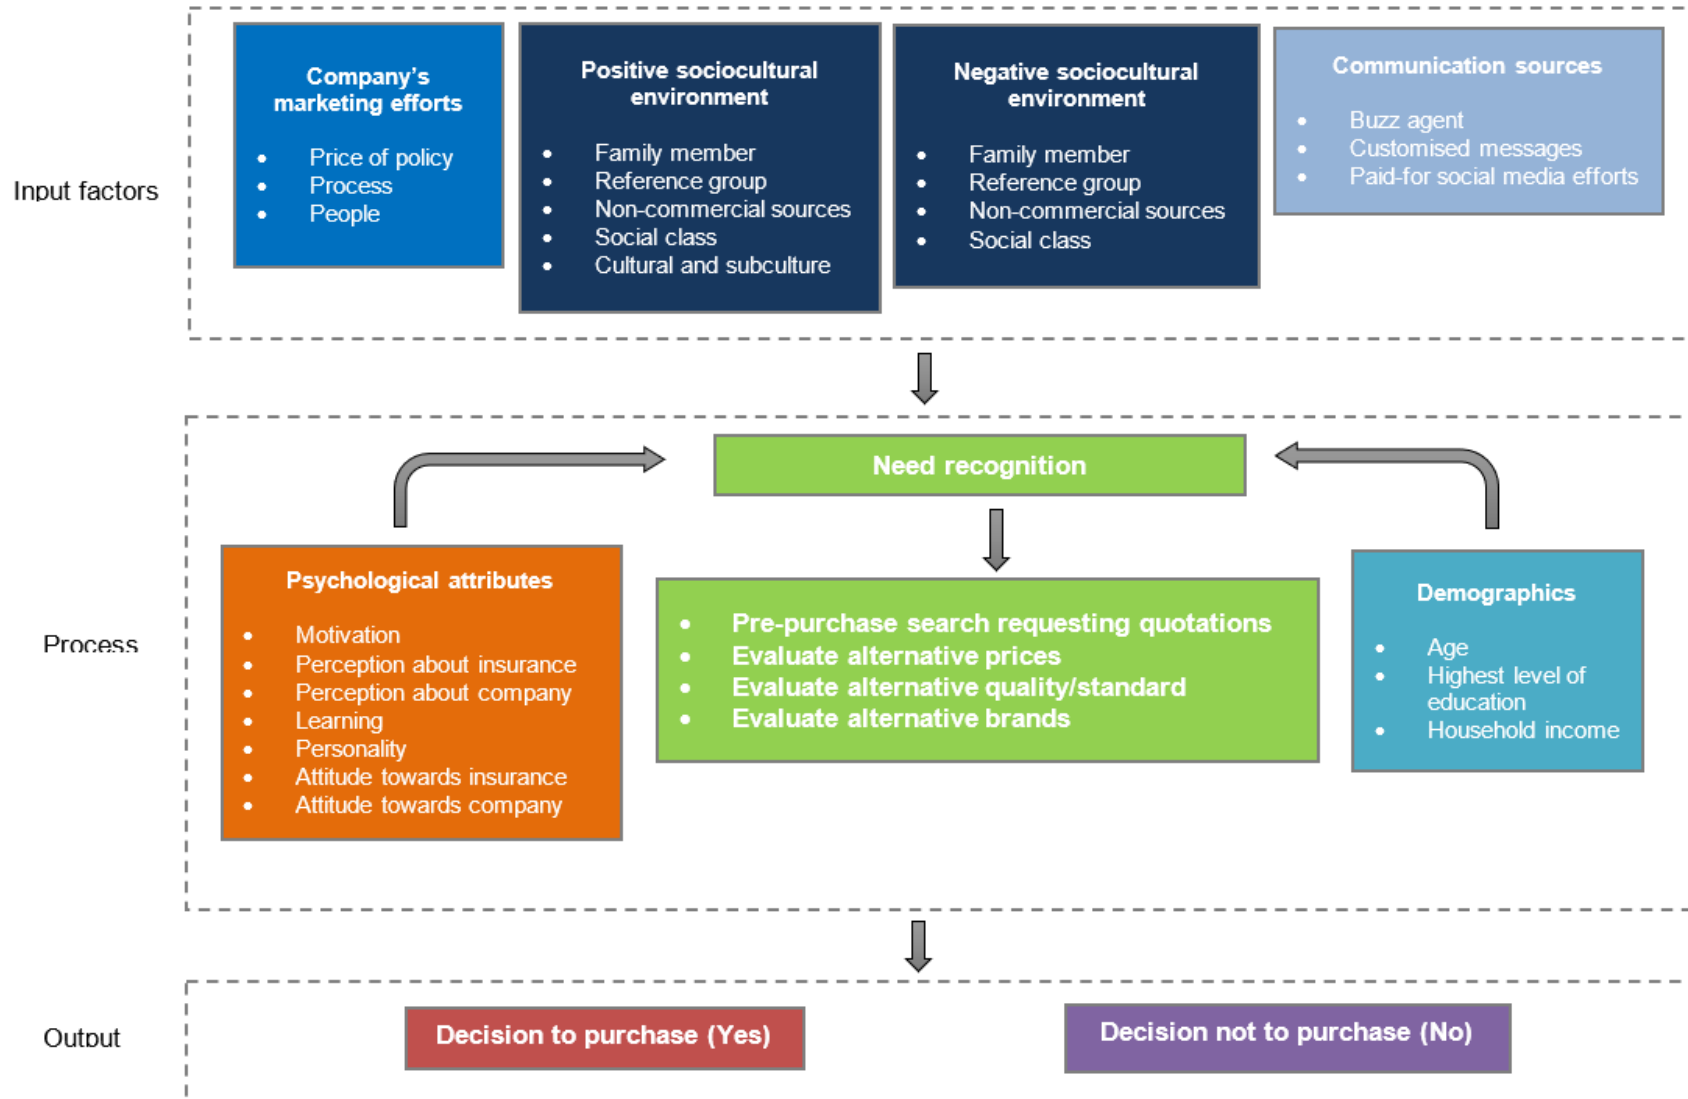 Company's
marketing efforts
• Price of policy
• Process
• People
Positive sociocultural
environment
• Family member
• Reference group
• Non-commercial sources
• Social class
• Cultural and subculture
Negative sociocultural
environment
• Family member
• Reference group
• Non-commercial sources
• Social class
Communication sources
• Buzz agent
• Customised messages
• Paid-for social media efforts
Input factors
Need recognition
Psychological attributes
• Motivation
• Perception about insurance
• Perception about company
• Learning
• Personality
• Attitude towards insurance
• Attitude towards company
• Pre-purchase search requesting quotations
• Evaluate alternative prices
• Evaluate alternative quality/standard
• Evaluate alternative brands
Demographics
• Age
• Highest level of
education
• Household income
Process
Output
Decision to purchase (Yes)
Decision not to purchase (No)